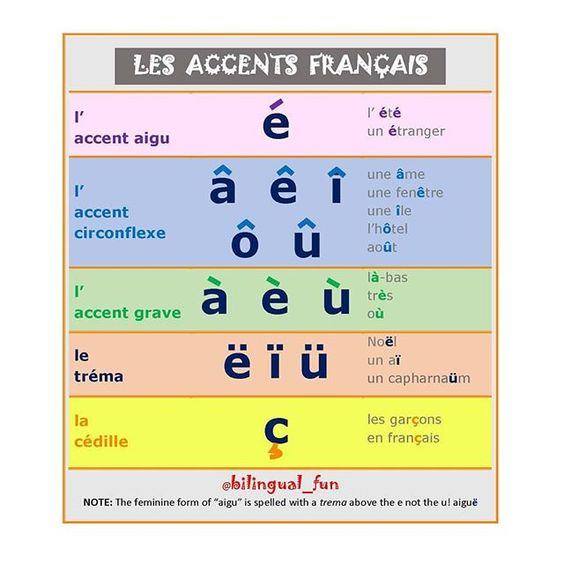 LES ACCENTS FRANÇAIS
l'
accent aigu
é
l' été
un étranger
l'
accent
circonflexe
â ê î
ô û
une âme
une fenêtre
une île
l'hôtel
août
l'
accent grave
à è ù
là-bas
très
où
le
tréma
ë ï ü
Noël
un aï
un capharnaüm
la
cédille
ç
les garçons
en français
@bilingual_fun
NOTE: The feminine form of "aigu" is spelled with a trema above the e not the u! aiguë